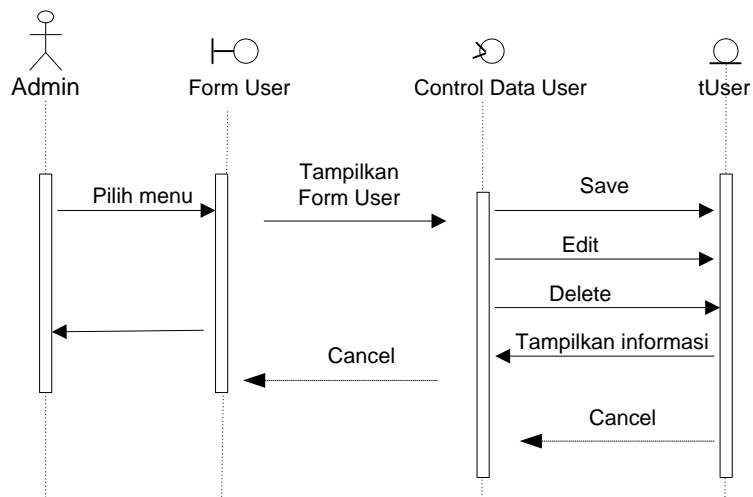 Admin
Form User
Control Data User
tUser
Pilih menu
Tampilkan
Form User
Save
Edit
Delete
Tampilkan informasi
Cancel
Cancel